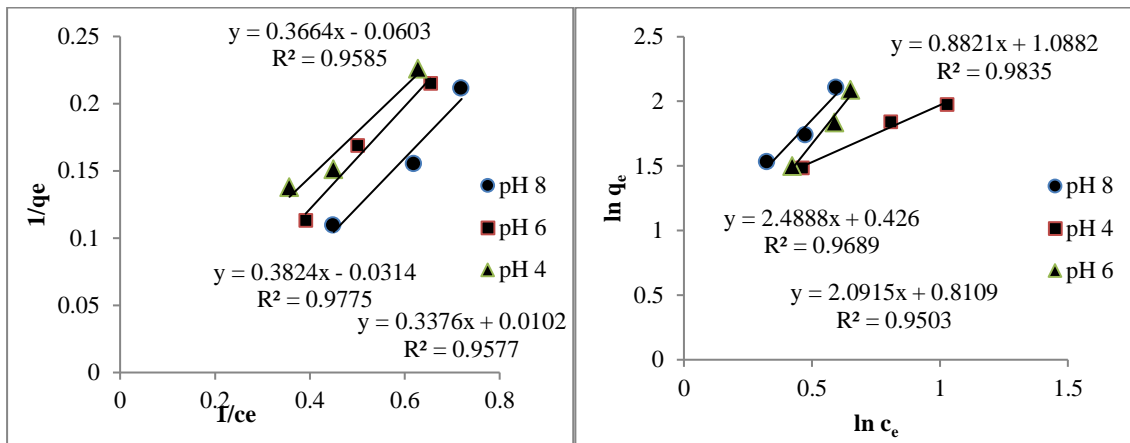 y = 0.3664x - 0.0603
R² = 0.9585
0.25
0.2
0.15
0.1
0.05
0
1/qe
pH 8
pH 6
pH 4
y = 0.3824x - 0.0314
R² = 0.9775
y = 0.3376x + 0.0102
R² = 0.9577
0
0.2
0.4
0.6
0.8
1/ce
2.5
2
1.5
1
0.5
0
ln qe
y = 0.8821x + 1.0882
R² = 0.9835
pH 8
pH 4
pH 6
y = 2.4888x + 0.426
R² = 0.9689
y = 2.0915x + 0.8109
R² = 0.9503
0
0.5
1
1.5
ln ce